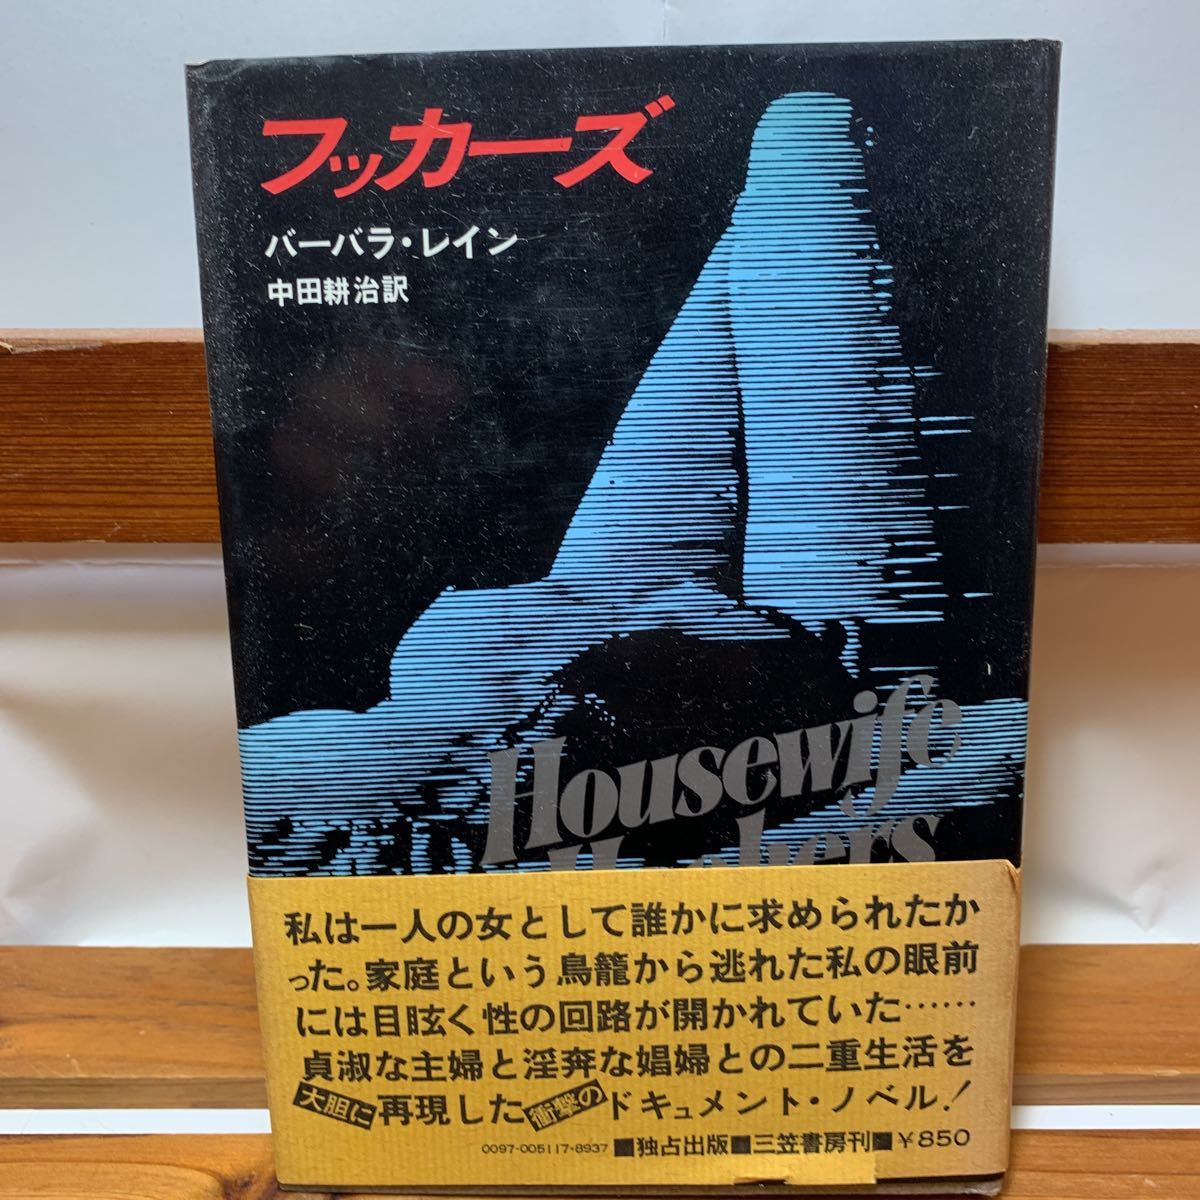 フッカーズ
バーバラ・レイン
中田耕治訳
Housewife
Hookers
私は一人の女として誰かに求められたか
った。家庭という鳥籠から逃れた私の眼前
には目眩く性の回路が開かれていた……
貞淑な主婦と淫奔な娼婦との二重生活を
大胆に再現した衝撃のドキュメント・ノベル!
0097-005117-8937 ■独占出版■三笠書房刊■¥850